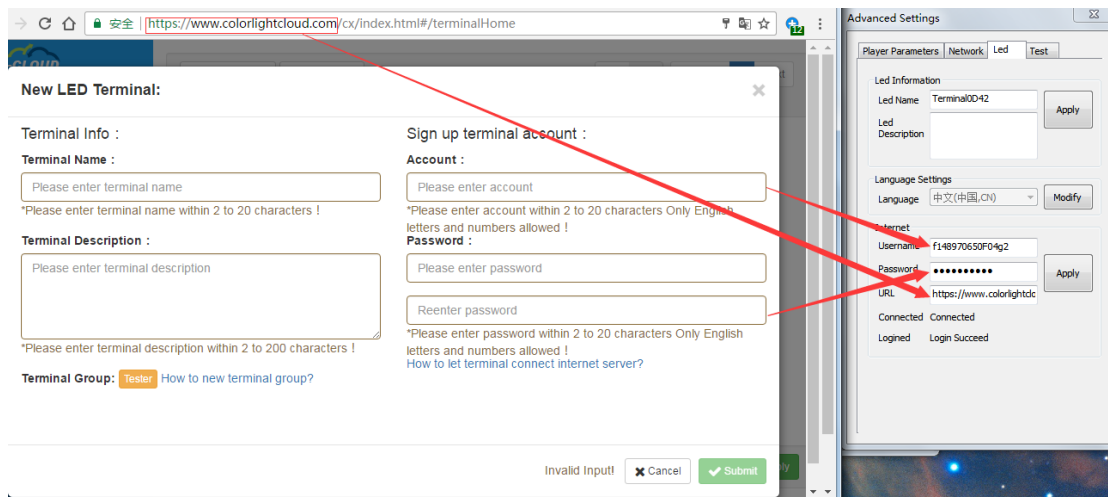 安全 https://www.colorlightcloud.com/cx/index.html#/terminalHome
12
New LED Terminal:
Terminal Info :
Terminal Name :
Please enter terminal name
*Please enter terminal name within 2 to 20 characters !
Terminal Description :
Please enter terminal description
*Please enter terminal description within 2 to 200 characters !
Terminal Group: Tester How to new terminal group?
Sign up terminal account :
Account :
Please enter account
*Please enter account within 2 to 20 characters Only English
letters and numbers allowed !
Password :
Please enter password
Reenter password
*Please enter password within 2 to 20 characters Only English
letters and numbers allowed !
How to let terminal connect internet server?
Invalid Input! Cancel Submit
Advanced Settings
Player Parameters Network Led Test
Led Information
Led Name Terminal0D42
Apply
Led
Description
Language Settings
Language 中文(中国,CN) Modify
Internet
Username f148970650F04g2
Password ●●●●●●●●●●
Apply
URL https://www.colorlightclc
Connected Connected
Logined Login Succeed